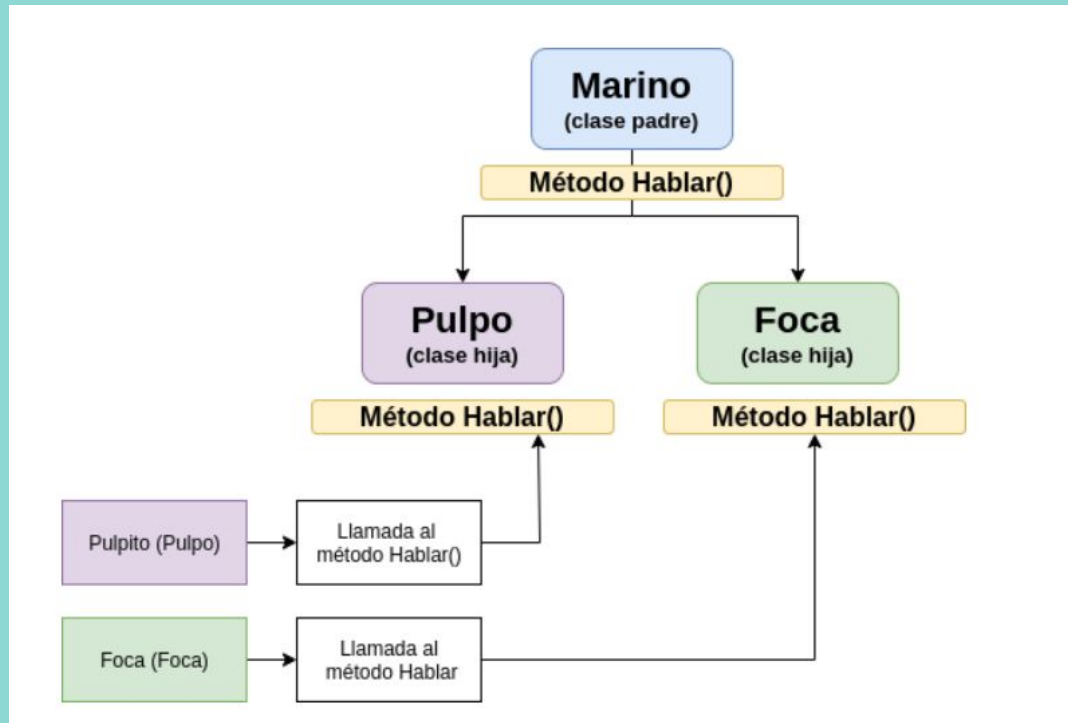 Marino
(clase padre)
Método Hablar()
Pulpo
(clase hija)
Foca
(clase hija)
Método Hablar()
Método Hablar()
Pulpito (Pulpo)
Llamada al
método Hablar()
Foca (Foca)
Llamada al
método Hablar